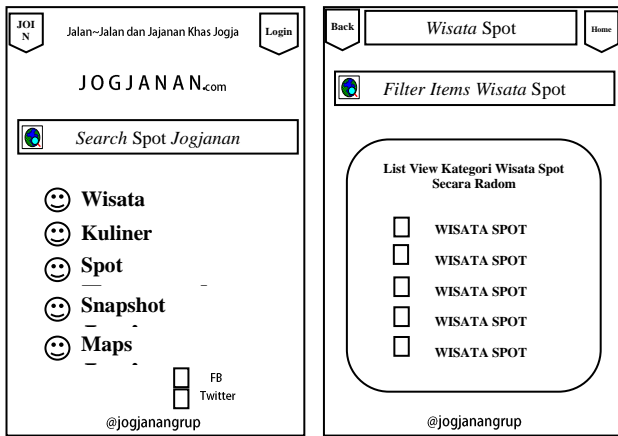 JOI
N
Jalan~Jalan dan Jajanan Khas Jogja
Login
JOGJANAN.com
Search Spot Jogjanan
Wisata
Kuliner
Spot
Snapshot
Maps
FB
Twitter
@jogjanangrup
Back
Wisata Spot
Home
Filter Items Wisata Spot
List View Kategori Wisata Spot
Secara Radom
WISATA SPOT
WISATA SPOT
WISATA SPOT
WISATA SPOT
WISATA SPOT
@jogjanangrup